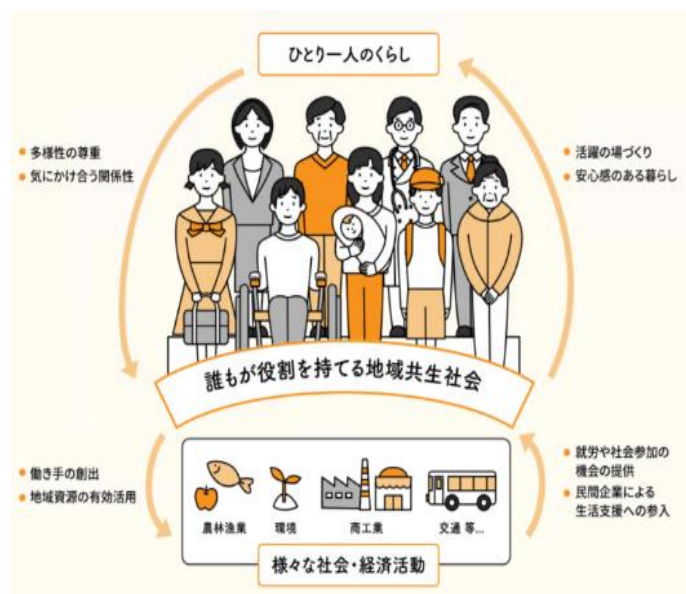 ひとり一人のくらし
● 多様性の尊重
● 気にかけ合う関係性
● 活躍の場づくり
● 安心感のある暮らし
誰もが役割を持てる地域共生社会
● 働き手の創出
● 地域資源の有効活用
● 就労や社会参加の
機会の提供
● 民間企業による
生活支援への参入
農林漁業
環境
商工業
交通 等...
様々な社会・経済活動